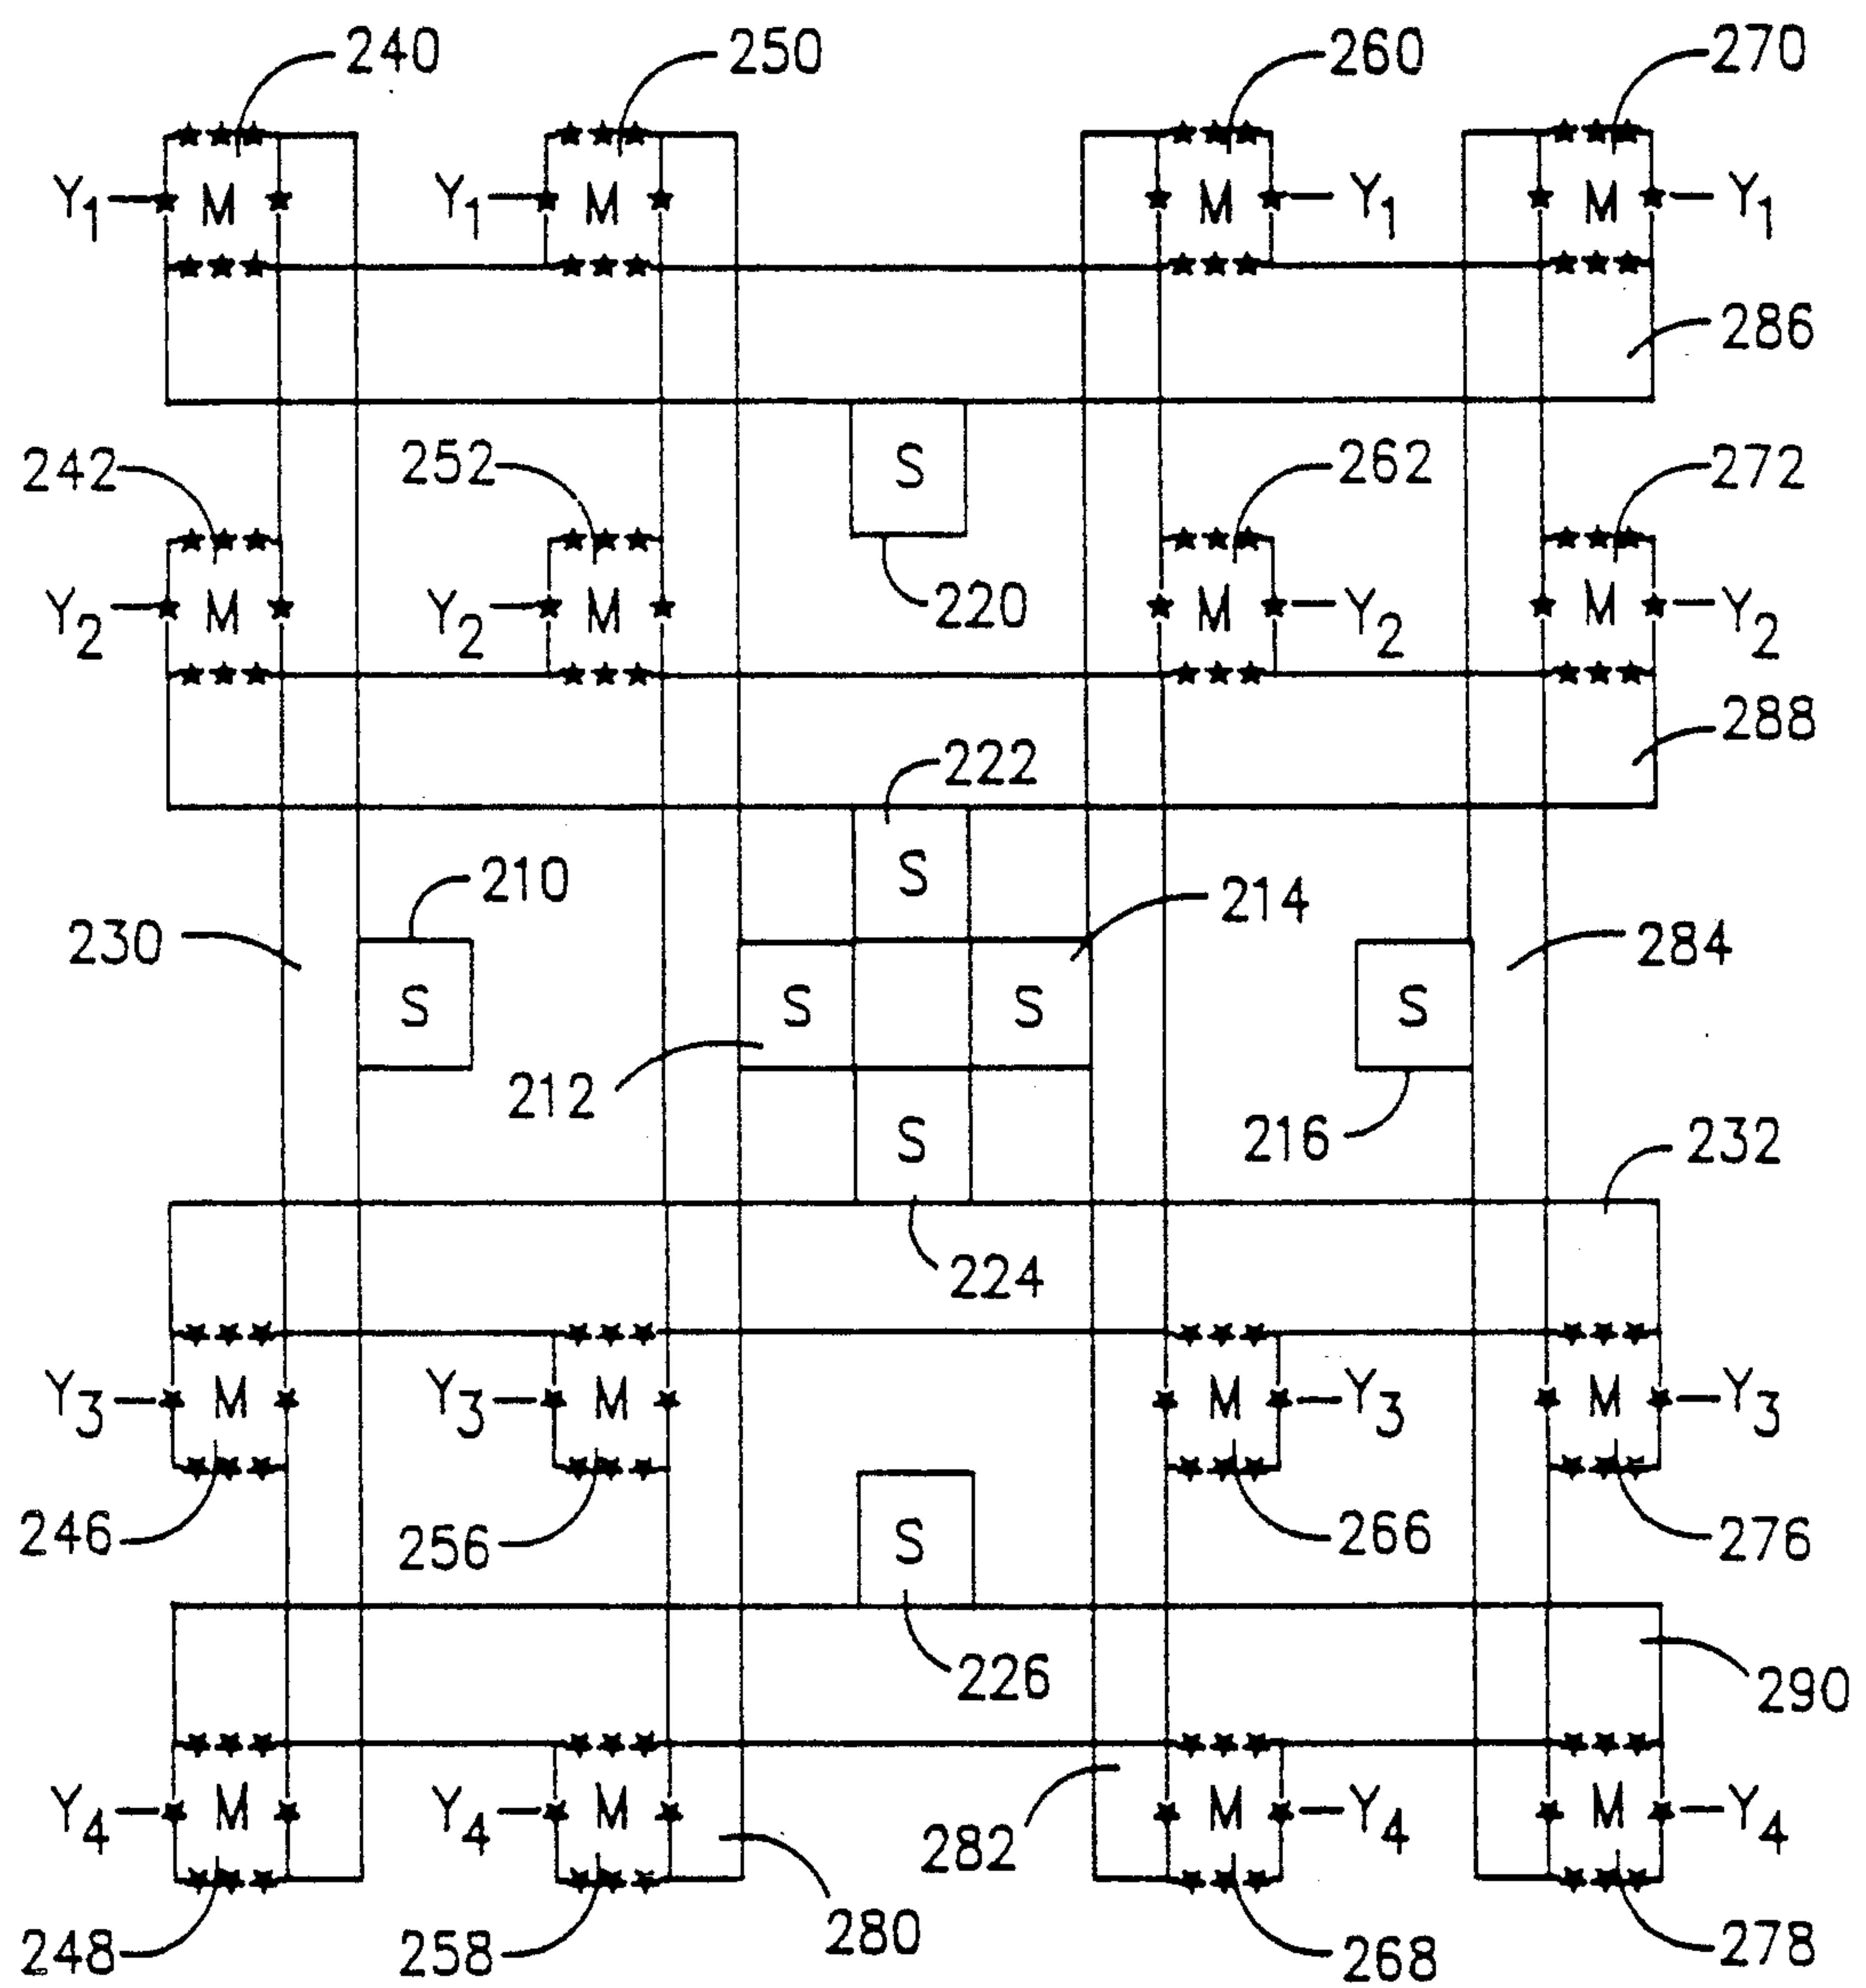 240 250 260 270
Y1 M Y1 M M Y1 M Y1
286
S
242 252 262 272
220
Y2 M Y2 M M Y2 M Y2
288
222
S
210 214
230 284
S S S S
212 216
S
232
224
Y3 M Y3 M M Y3 M Y3
246 256 S 266 276
226 290
Y4 M Y4 M M Y4 M Y4
282
248 258 280 268 278